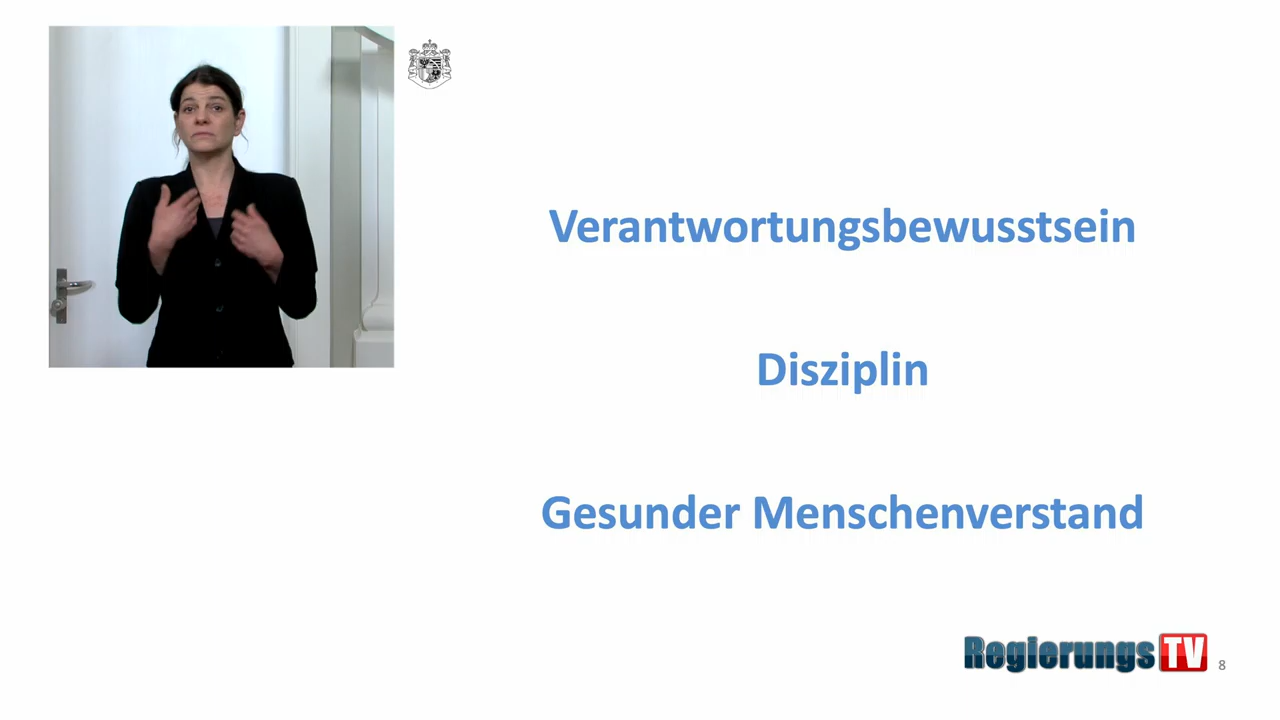 Verantwortungsbewusstsein
Disziplin
Gesunder Menschenverstand
RegierungsTV
8